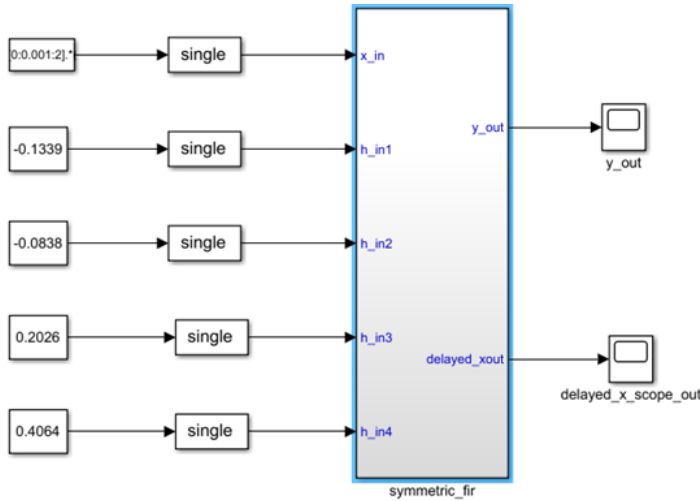 0:0.001:2].*
single
x_in
-0.1339
single
h_in1
-0.0838
single
h_in2
0.2026
single
h_in3
0.4064
single
h_in4
y_out
y_out
delayed_xout
delayed_x_scope_out
symmetric_fir